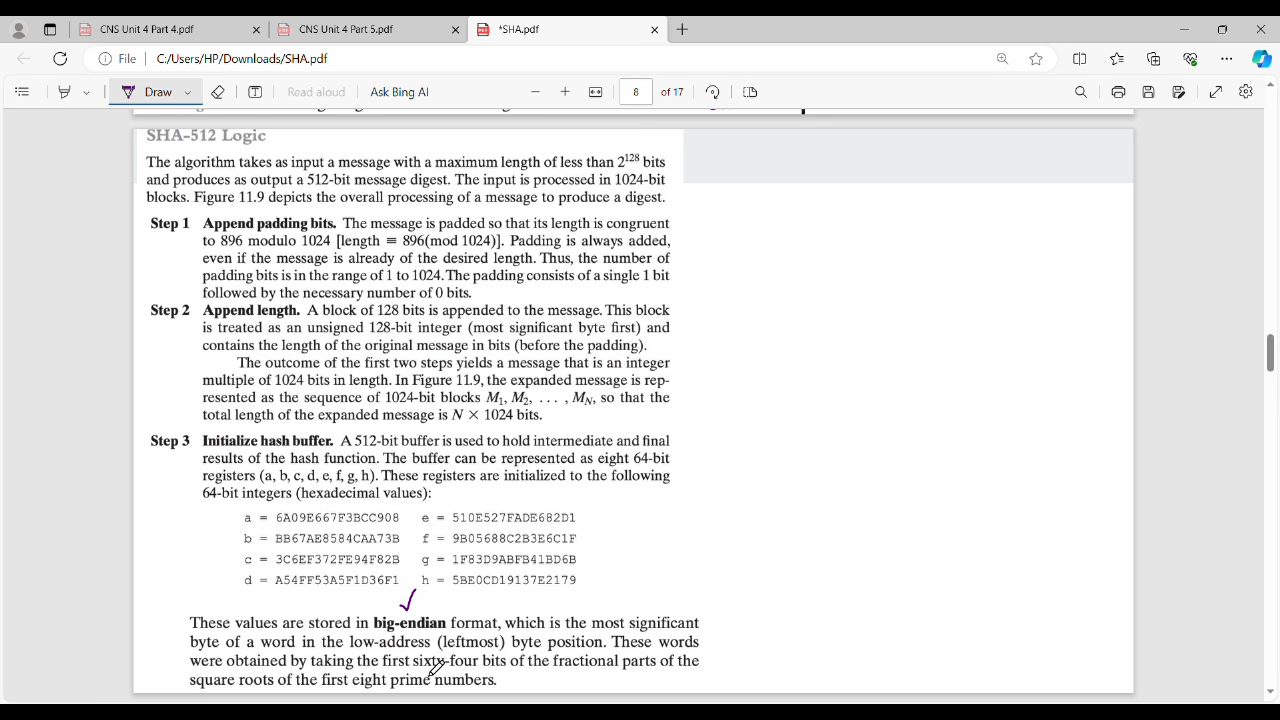 CNS Unit 4 Part 4.pdf
CNS Unit 4 Part 5.pdf
*SHA.pdf
File
C:/Users/HP/Downloads/SHA.pdf
Draw
Read aloud
Ask Bing AI
8 of 17
SHA-512 Logic
The algorithm takes as input a message with a maximum length of less than 2¹²⁸ bits
and produces as output a 512-bit message digest. The input is processed in 1024-bit
blocks. Figure 11.9 depicts the overall processing of a message to produce a digest.
Step 1 Append padding bits. The message is padded so that its length is congruent
to 896 modulo 1024 [length ≡ 896(mod 1024)]. Padding is always added,
even if the message is already of the desired length. Thus, the number of
padding bits is in the range of 1 to 1024. The padding consists of a single 1 bit
followed by the necessary number of 0 bits.
Step 2 Append length. A block of 128 bits is appended to the message. This block
is treated as an unsigned 128-bit integer (most significant byte first) and
contains the length of the original message in bits (before the padding).
The outcome of the first two steps yields a message that is an integer
multiple of 1024 bits in length. In Figure 11.9, the expanded message is rep-
resented as the sequence of 1024-bit blocks M₁, M₂, . . . , M_N, so that the
total length of the expanded message is N × 1024 bits.
Step 3 Initialize hash buffer. A 512-bit buffer is used to hold intermediate and final
results of the hash function. The buffer can be represented as eight 64-bit
registers (a, b, c, d, e, f, g, h). These registers are initialized to the following
64-bit integers (hexadecimal values):
a = 6A09E667F3BCC908 e = 510E527FADE682D1
b = BB67AE8584CAA73B f = 9B05688C2B3E6C1F
c = 3C6EF372FE94F82B g = 1F83D9ABFB41BD6B
d = A54FF53A5F1D36F1 h = 5BE0CD19137E2179
These values are stored in big-endian format, which is the most significant
byte of a word in the low-address (leftmost) byte position. These words
were obtained by taking the first sixty-four bits of the fractional parts of the
square roots of the first eight prime numbers.